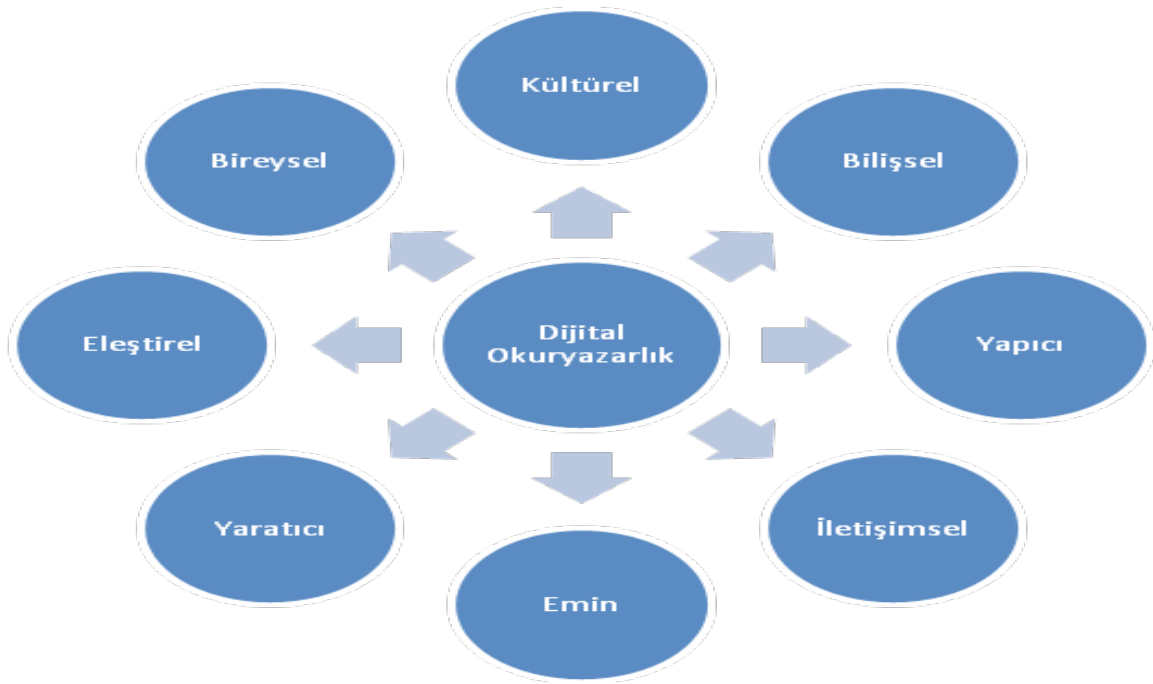 Kültürel
Bireysel
Bilişsel
Eleştirel
Dijital
Okuryazarlık
Yapıcı
Yaratıcı
İletişimsel
Emin